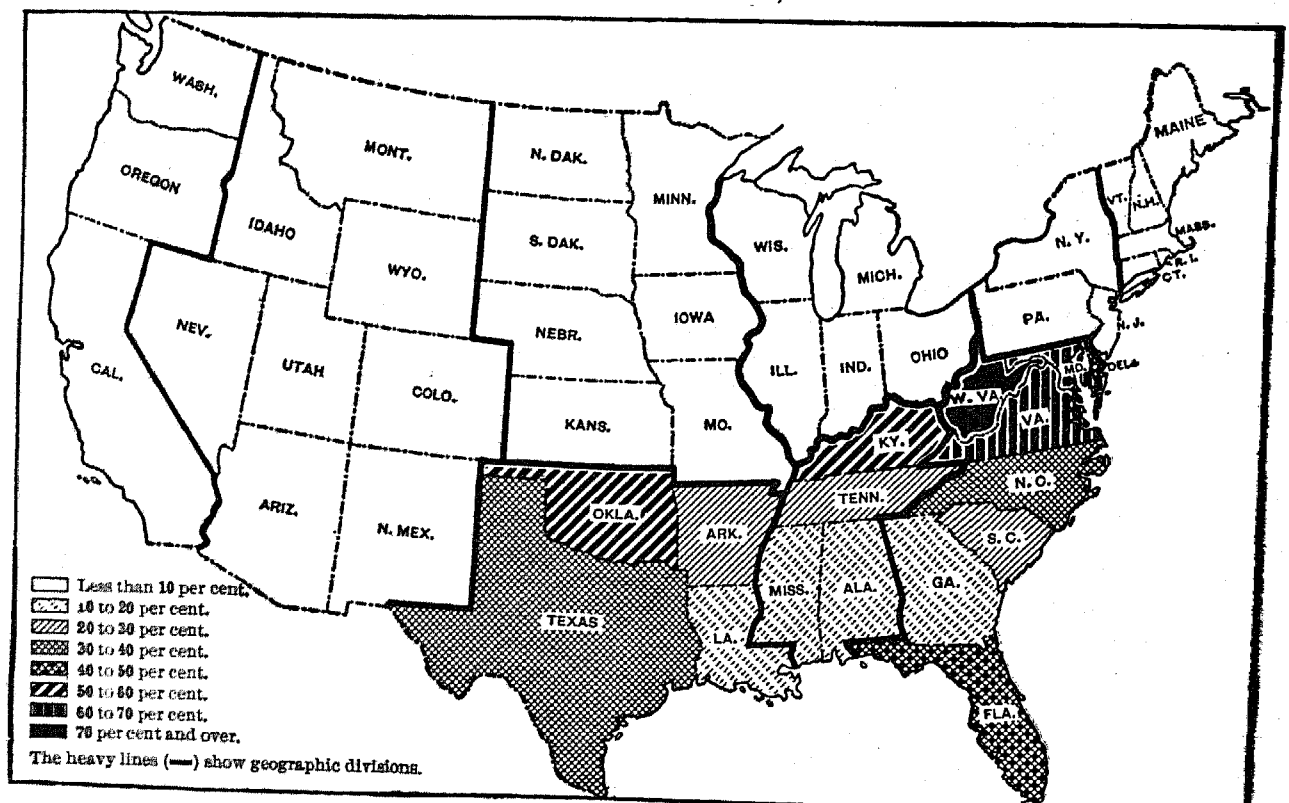 WASH.
MONT.
N. DAK.
MINN.
MAINE
OREGON
IDAHO
S. DAK.
WIS.
MICH.
N. Y.
VT.
N.H.
MASS.
R. I.
CT.
WYO.
NEV.
NEBR.
IOWA
PA.
N. J.
CAL.
UTAH
COLO.
ILL.
IND.
OHIO
W. VA
MD.
DEL.
KANS.
MO.
KY.
VA.
ARIZ.
N. MEX.
OKLA.
ARK.
TENN.
N. C.
S. C.
TEXAS
LA.
MISS.
ALA.
GA.
FLA.
Less than 10 per cent.
10 to 20 per cent.
20 to 30 per cent.
30 to 40 per cent.
40 to 50 per cent.
50 to 60 per cent.
60 to 70 per cent.
70 per cent and over.
The heavy lines (━) show geographic divisions.